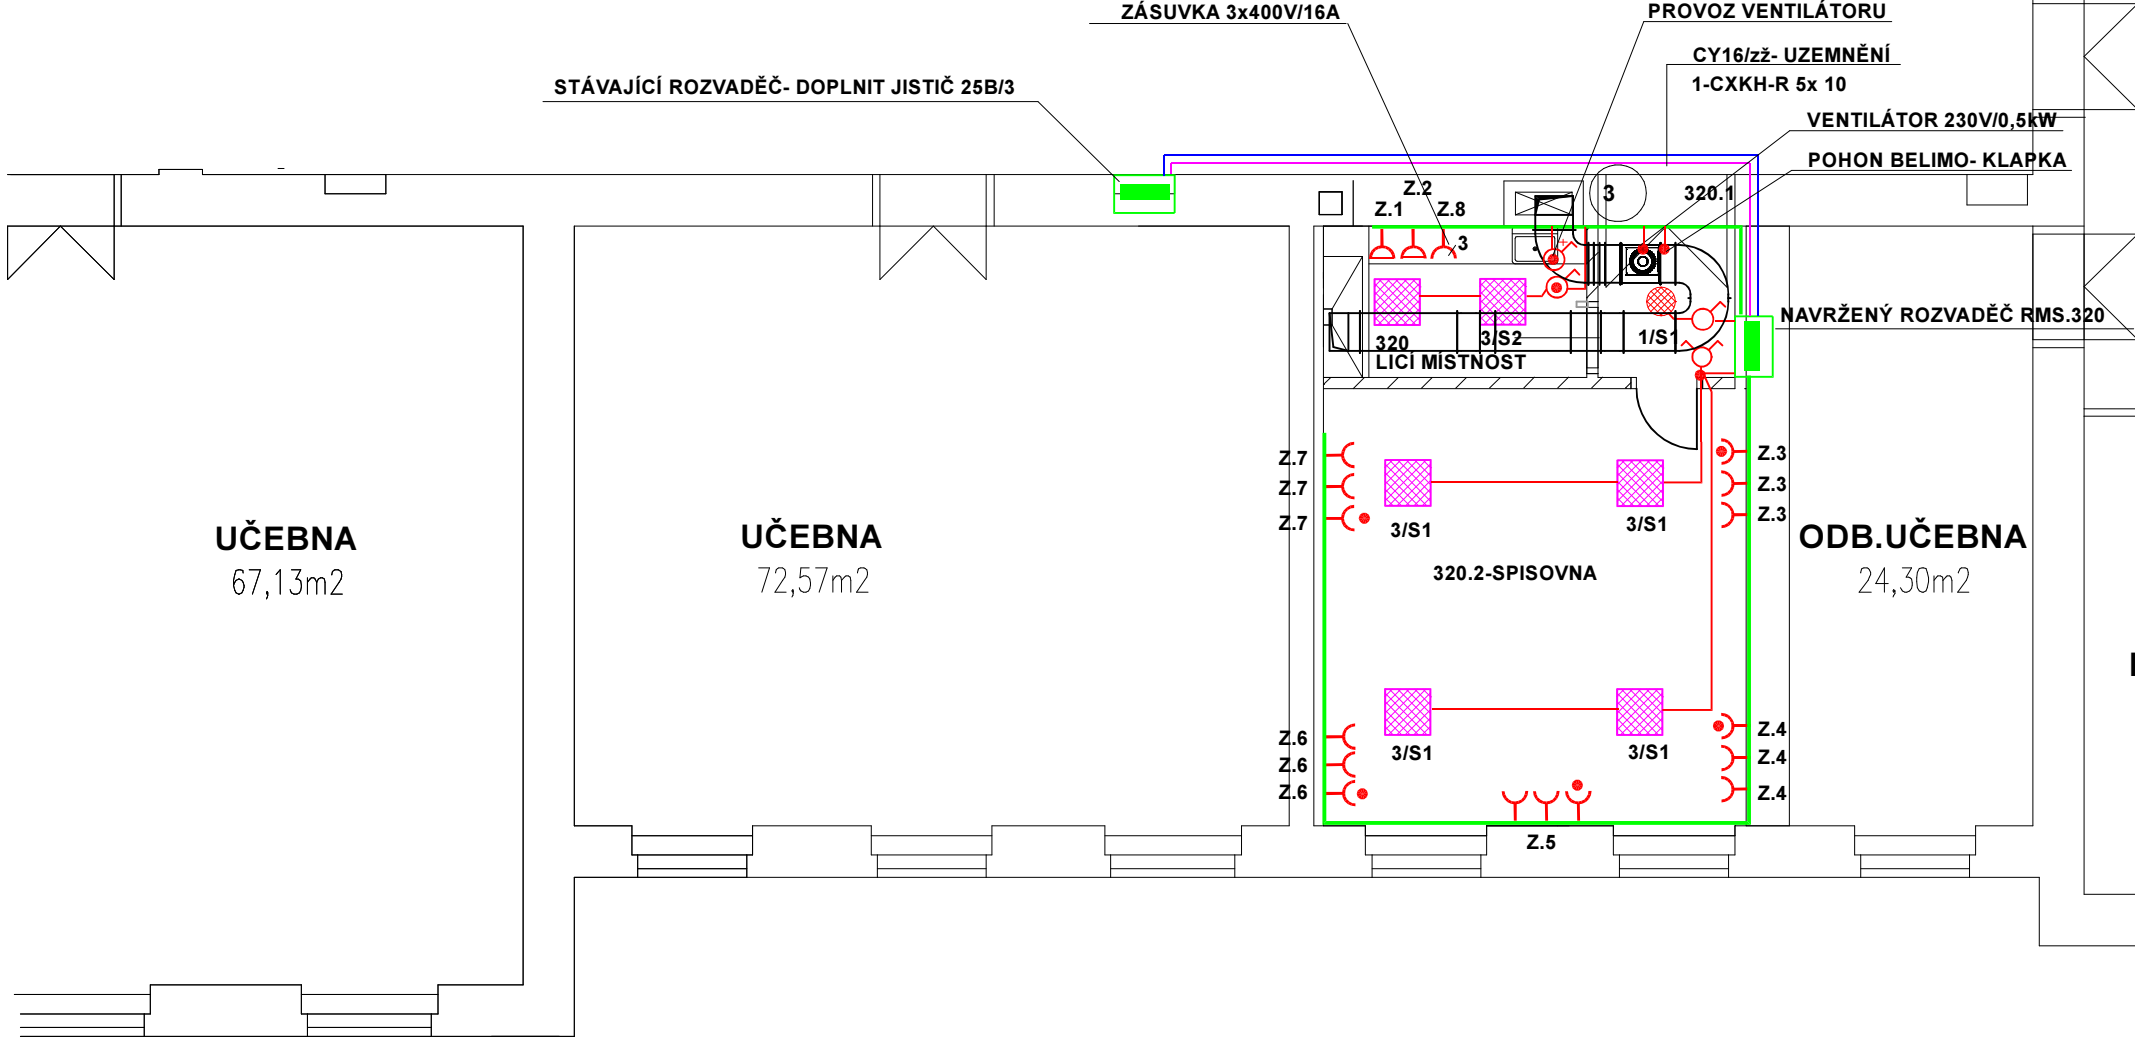 ZÁSUVKA 3x400V/16A
PROVOZ VENTILÁTORU
CY16/zž- UZEMNĚNÍ
1-CXKH-R 5x 10
STÁVAJÍCÍ ROZVADĚČ- DOPLNIT JISTIČ 25B/3
VENTILÁTOR 230V/0,5kW
POHON BELIMO- KLAPKA
Z.2
Z.1
Z.8
3
3
320.1
NAVRŽENÝ ROZVADĚČ RMS.320
320
3/S2
1/S1
LICÍ MÍSTNOST
Z.7
Z.7
Z.7
Z.3
Z.3
Z.3
3/S1
3/S1
UČEBNA
67,13m2
UČEBNA
72,57m2
320.2-SPISOVNA
ODB.UČEBNA
24,30m2
Z.6
Z.6
Z.6
3/S1
3/S1
Z.4
Z.4
Z.4
Z.5